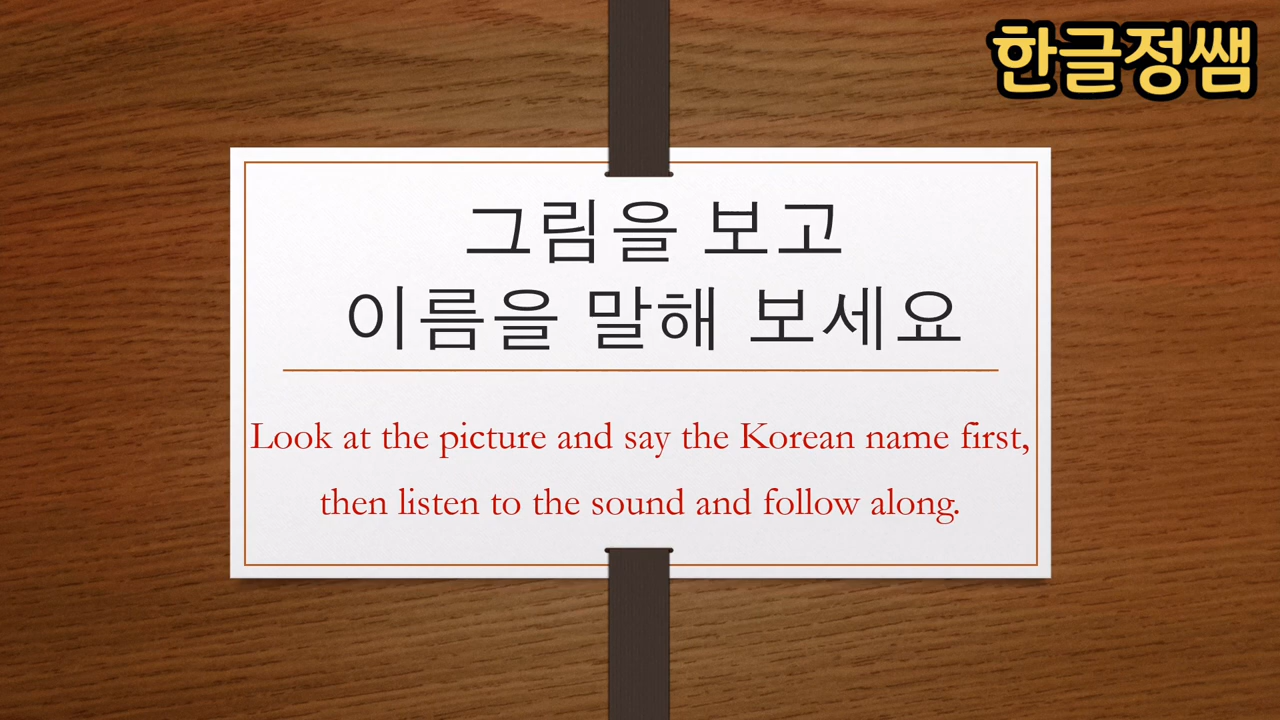 한글정쌤
그림을 보고
이름을 말해 보세요
Look at the picture and say the Korean name first,
then listen to the sound and follow along.